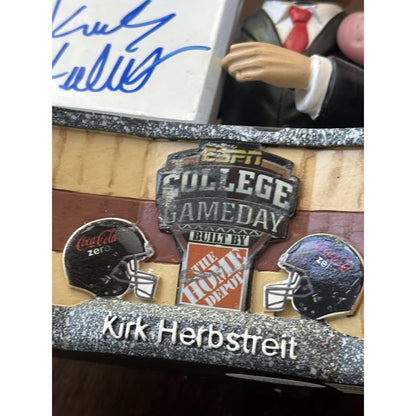 ESPN
COLLEGE
GAMEDAY
BUILT BY
THE
HOME
DEPOT
Coca-Cola
zero
Coca-Cola
zero
Kirk Herbstreit